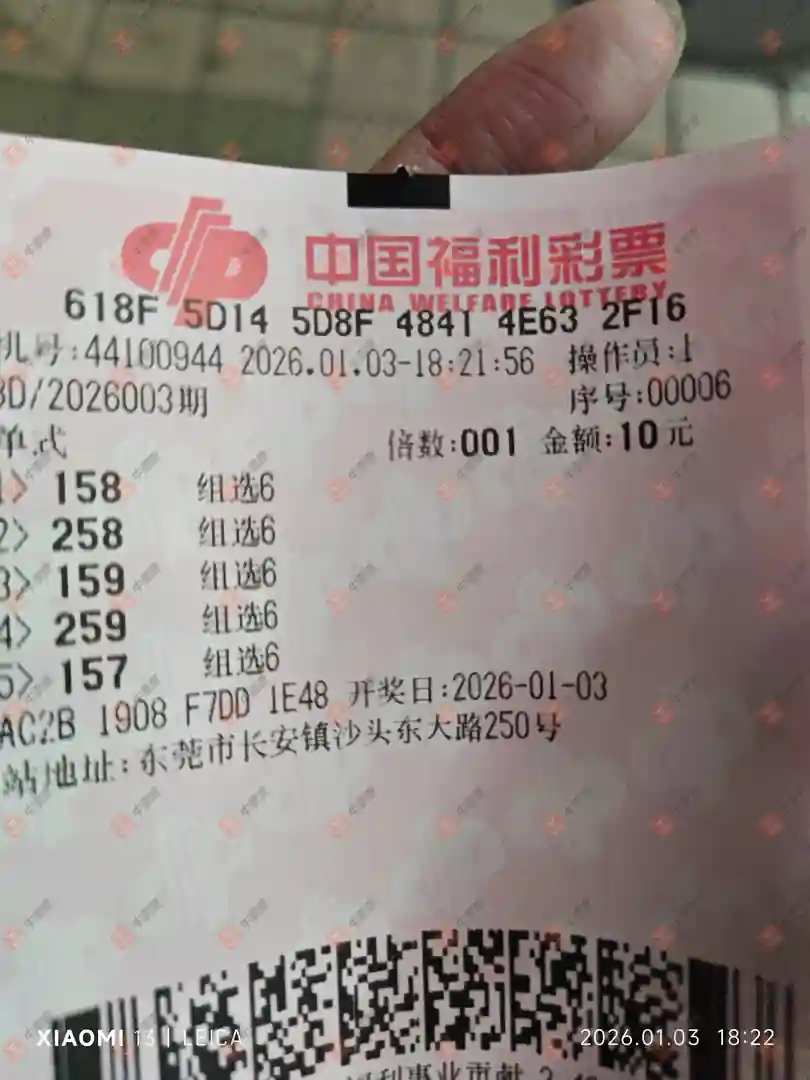 中国福利彩票
CHINA WELFARE LOTTERY
618F 5D14 5D8F 4841 4E63 2F16
机号:44100944 2026.01.03-18:21:56 操作员:1
3D/2026003期 序号:00006
单式 倍数:001 金额:10元
1> 158 组选6
2> 258 组选6
3> 159 组选6
4> 259 组选6
5> 157 组选6
AC2B 1908 F7DD 1E48 开奖日:2026-01-03
站地址:东莞市长安镇沙头东大路250号
XIAOMI 13 | LEICA 2026.01.03 18:22